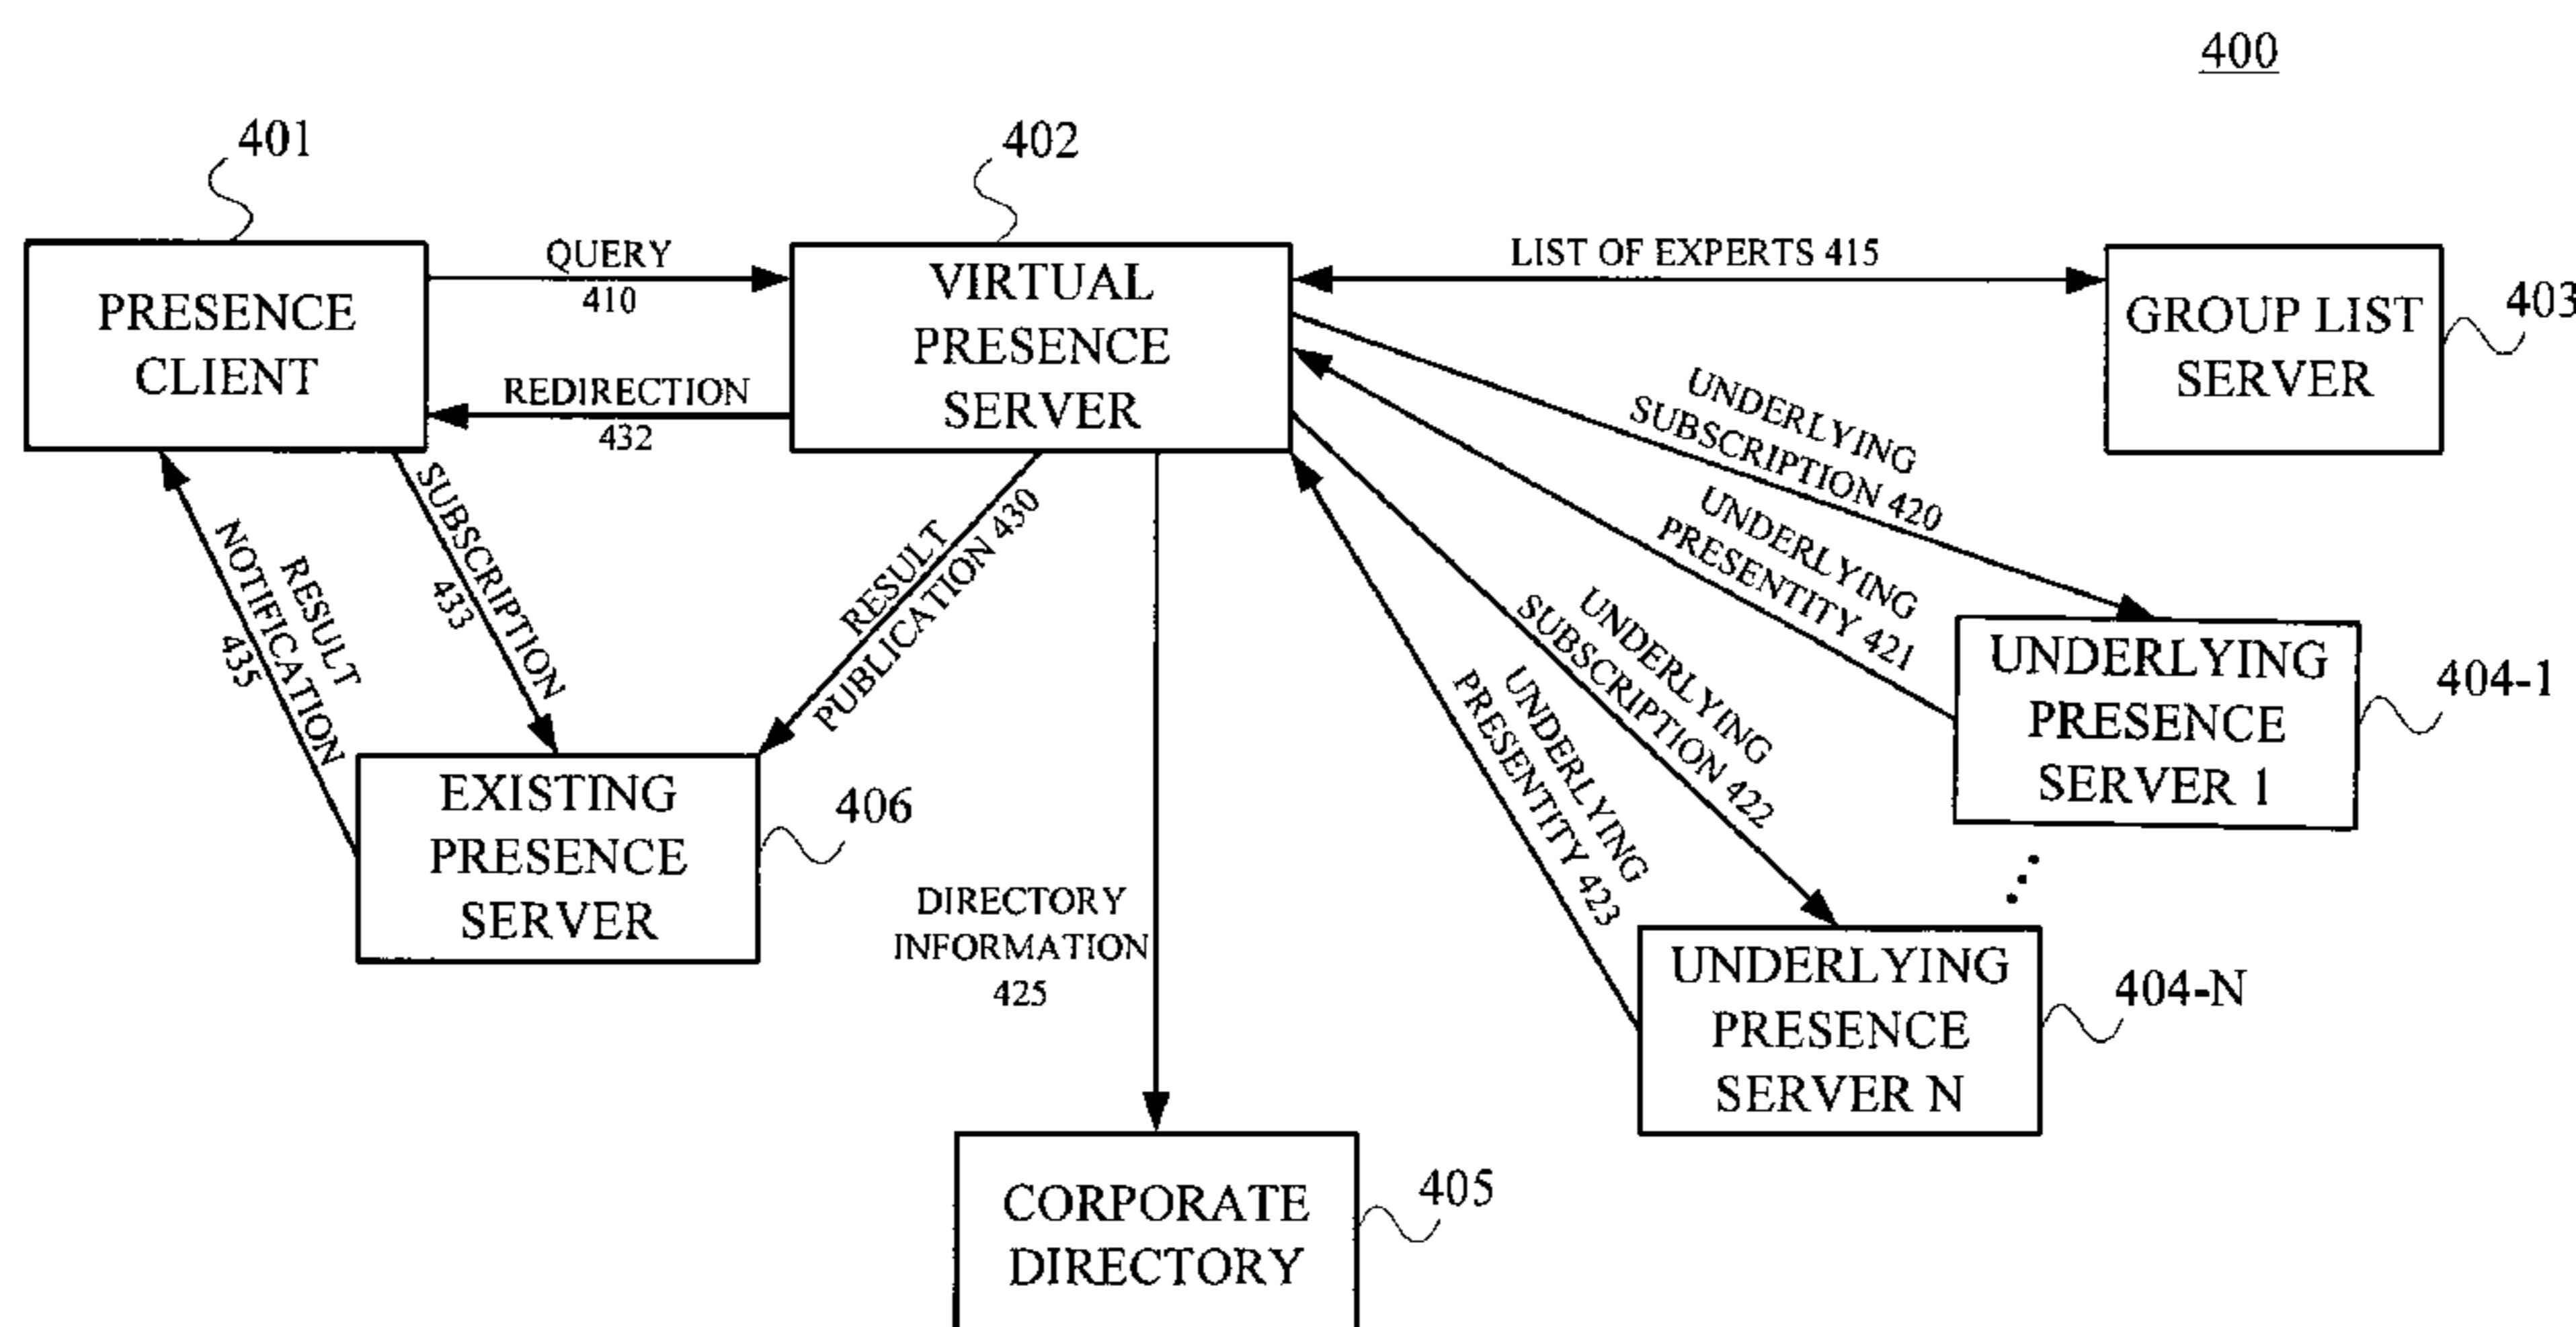 400
401
402
403
PRESENCE
CLIENT
QUERY
410
REDIRECTION
432
VIRTUAL
PRESENCE
SERVER
LIST OF EXPERTS 415
GROUP LIST
SERVER
UNDERLYING
SUBSCRIPTION 420
UNDERLYING
PRESENTITY 421
UNDERLYING
SUBSCRIPTION 422
UNDERLYING
PRESENTITY 423
SUBSCRIPTION
433
RESULT
NOTIFICATION
435
RESULT
PUBLICATION 430
UNDERLYING
PRESENCE
SERVER 1
404-1
EXISTING
PRESENCE
SERVER
406
DIRECTORY
INFORMATION
425
UNDERLYING
PRESENCE
SERVER N
404-N
CORPORATE
DIRECTORY
405